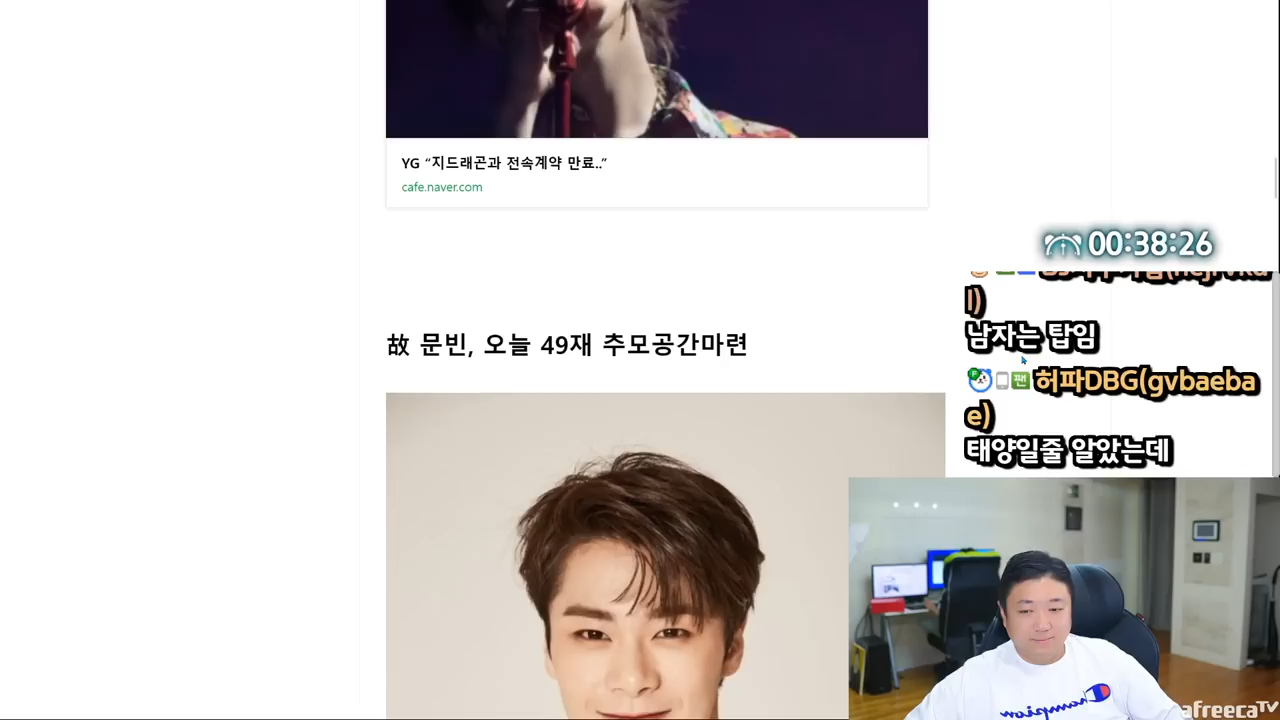 YG “지드래곤과 전속계약 만료..”
cafe.naver.com
00:38:26
l)
남자는 탑임
故 문빈, 오늘 49재 추모공간마련
F 팬 허파DBG(gvbaeba
e)
태양일줄 알았는데
Champion
afreecaTV